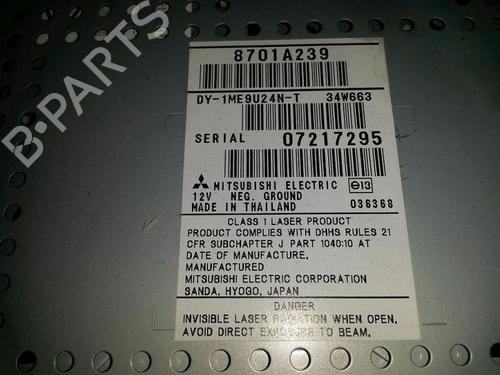 B-PARTS
8701A239
DY-1ME9U24N-T 34W663
SERIAL 07217295
MITSUBISHI ELECTRIC e13
12V NEG. GROUND
MADE IN THAILAND 036368
CLASS 1 LASER PRODUCT
PRODUCT COMPLIES WITH DHHS RULES 21
CFR SUBCHAPTER J PART 1040:10 AT
DATE OF MANUFACTURE.
MANUFACTURED
MITSUBISHI ELECTRIC CORPORATION
SANDA, HYOGO, JAPAN
DANGER
INVISIBLE LASER RADIATION WHEN OPEN.
AVOID DIRECT EXPOSURE TO BEAM.